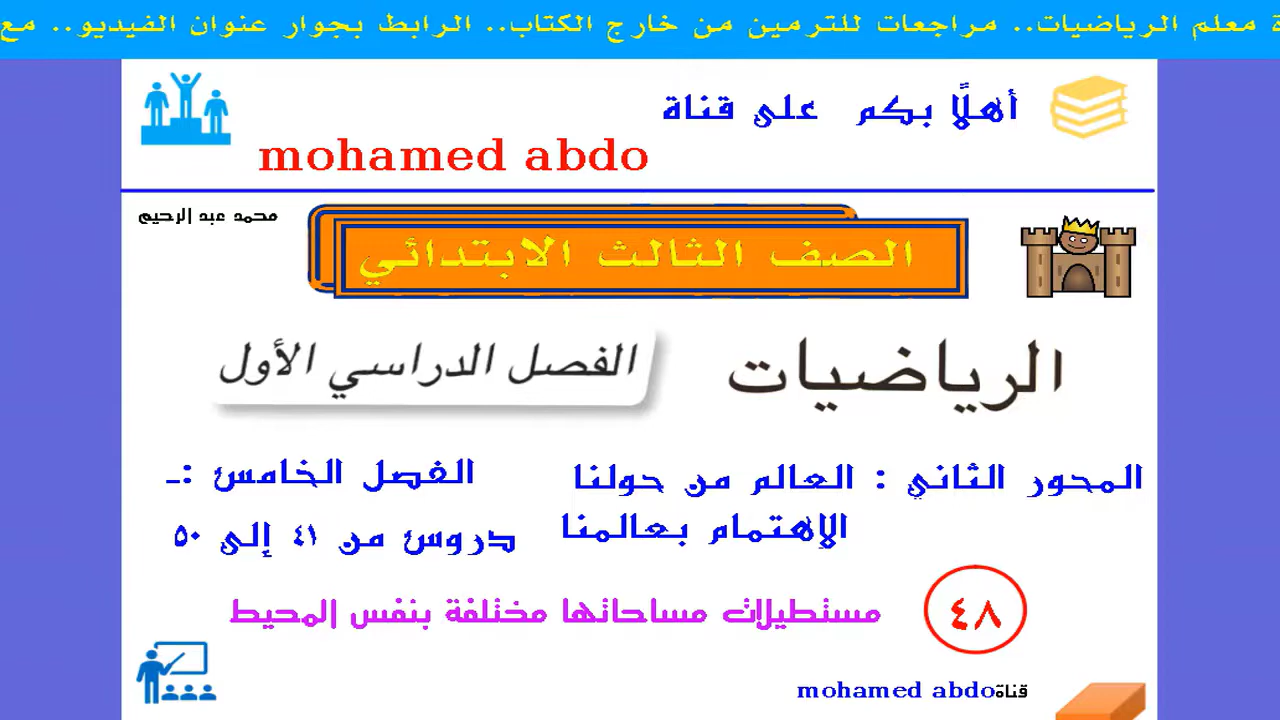 ة معلم الرياضيات.. مراجعات للترمين من خارج الكتاب.. الرابط بجوار عنوان الفيديو.. مع
أهلًا بكم على قناة
mohamed abdo
محمد عبد الرحيم
الصف الثالث الابتدائي
الرياضيات
الفصل الدراسي الأول
المحور الثاني : العالم من حولنا
الفصل الخامس :ـ
الإهتمام بعالمنا
دروس من ٤١ إلى ٥٠
٤٨
مستطيلات مساحاتها مختلفة بنفس المحيط
قناة mohamed abdo